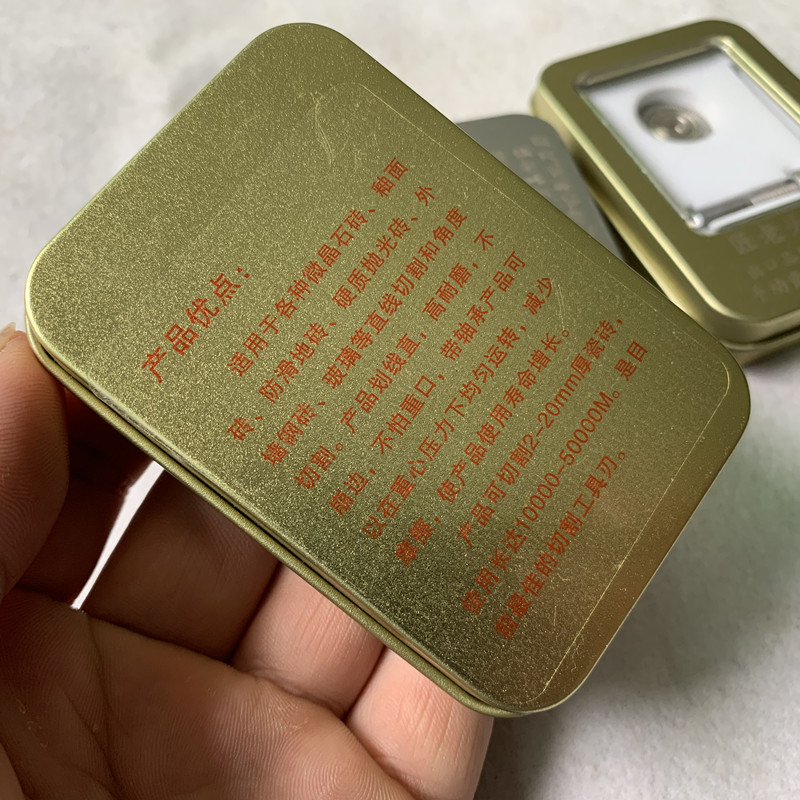 产品优点：
适用于各种微晶石砖、釉面
砖、防滑地砖、硬质抛光砖、外
墙钢砖、玻璃等直线切割和角度
切割。产品划线直，高耐磨，不
崩边，不怕重口，带轴承产品可
以在重心压力下均匀运转，减少
摩擦，使产品使用寿命增长。
产品可切割2-20mm厚瓷砖，
使用长达10000-50000M。是目
前最佳的切割工具刃。